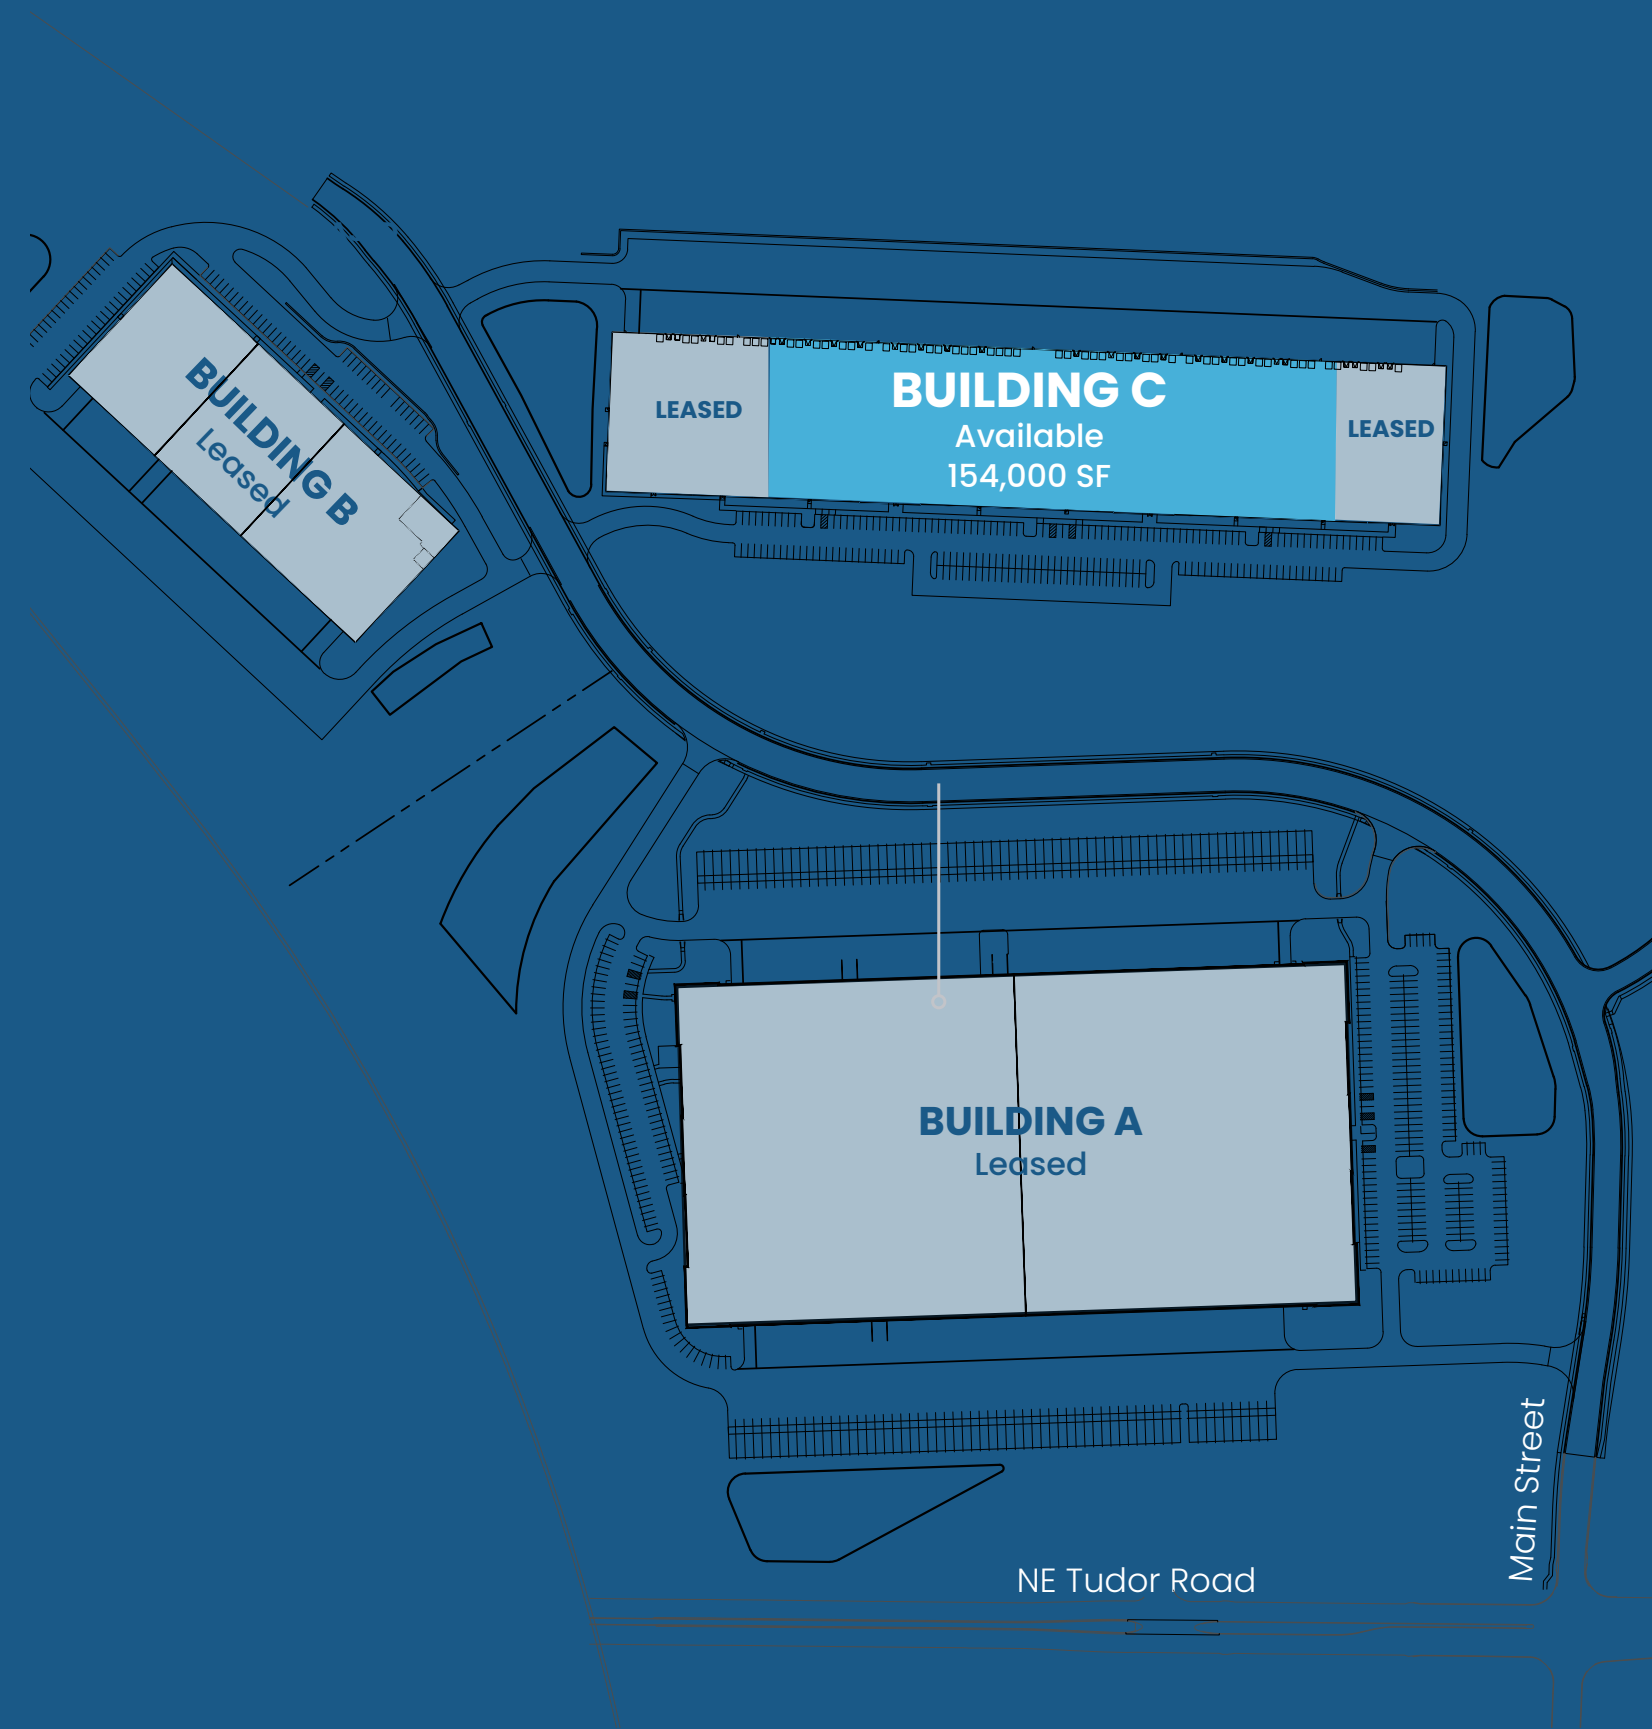 BUILDING B
Leased
LEASED
BUILDING C
Available
154,000 SF
LEASED
BUILDING A
Leased
Main Street
NE Tudor Road